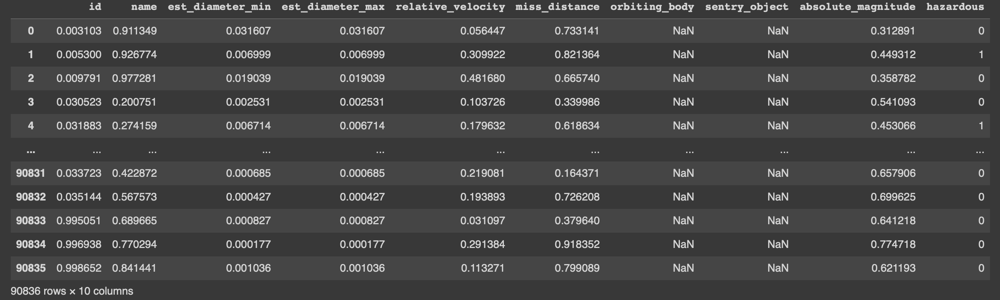 id name est_diameter_min est_diameter_max relative_velocity miss_distance orbiting_body sentry_object absolute_magnitude hazardous
0 0.003103 0.911349 0.031607 0.031607 0.056447 0.733141 NaN NaN 0.312891 0
1 0.005300 0.926774 0.006999 0.006999 0.309922 0.821364 NaN NaN 0.449312 1
2 0.009791 0.977281 0.019039 0.019039 0.481680 0.665740 NaN NaN 0.358782 0
3 0.030523 0.200751 0.002531 0.002531 0.103726 0.339986 NaN NaN 0.541093 0
4 0.031883 0.274159 0.006714 0.006714 0.179632 0.618634 NaN NaN 0.453066 1
... ... ... ... ... ... ... ... ... ... ...
90831 0.033723 0.422872 0.000685 0.000685 0.219081 0.164371 NaN NaN 0.657906 0
90832 0.035144 0.567573 0.000427 0.000427 0.193893 0.726208 NaN NaN 0.699625 0
90833 0.995051 0.689665 0.000827 0.000827 0.031097 0.379640 NaN NaN 0.641218 0
90834 0.996938 0.770294 0.000177 0.000177 0.291384 0.918352 NaN NaN 0.774718 0
90835 0.998652 0.841441 0.001036 0.001036 0.113271 0.799089 NaN NaN 0.621193 0
90836 rows × 10 columns